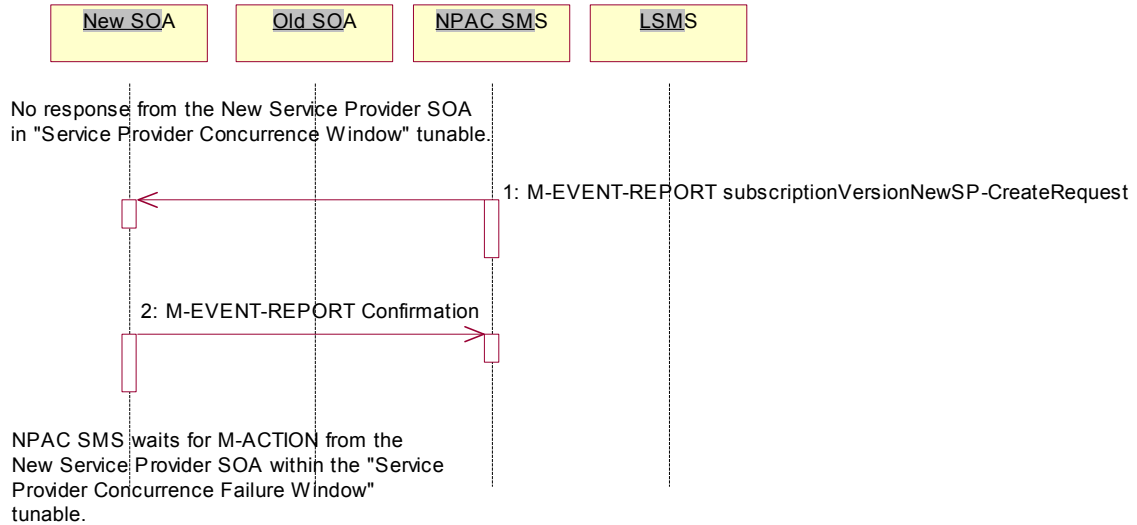 New SOA
Old SOA
NPAC SMS
LSMS
No response from the New Service Provider SOA
in "Service Provider Concurrence Window" tunable.
1: M-EVENT-REPORT subscriptionVersionNewSP-CreateRequest
2: M-EVENT-REPORT Confirmation
NPAC SMS waits for M-ACTION from the
New Service Provider SOA within the "Service
Provider Concurrence Failure Window"
tunable.